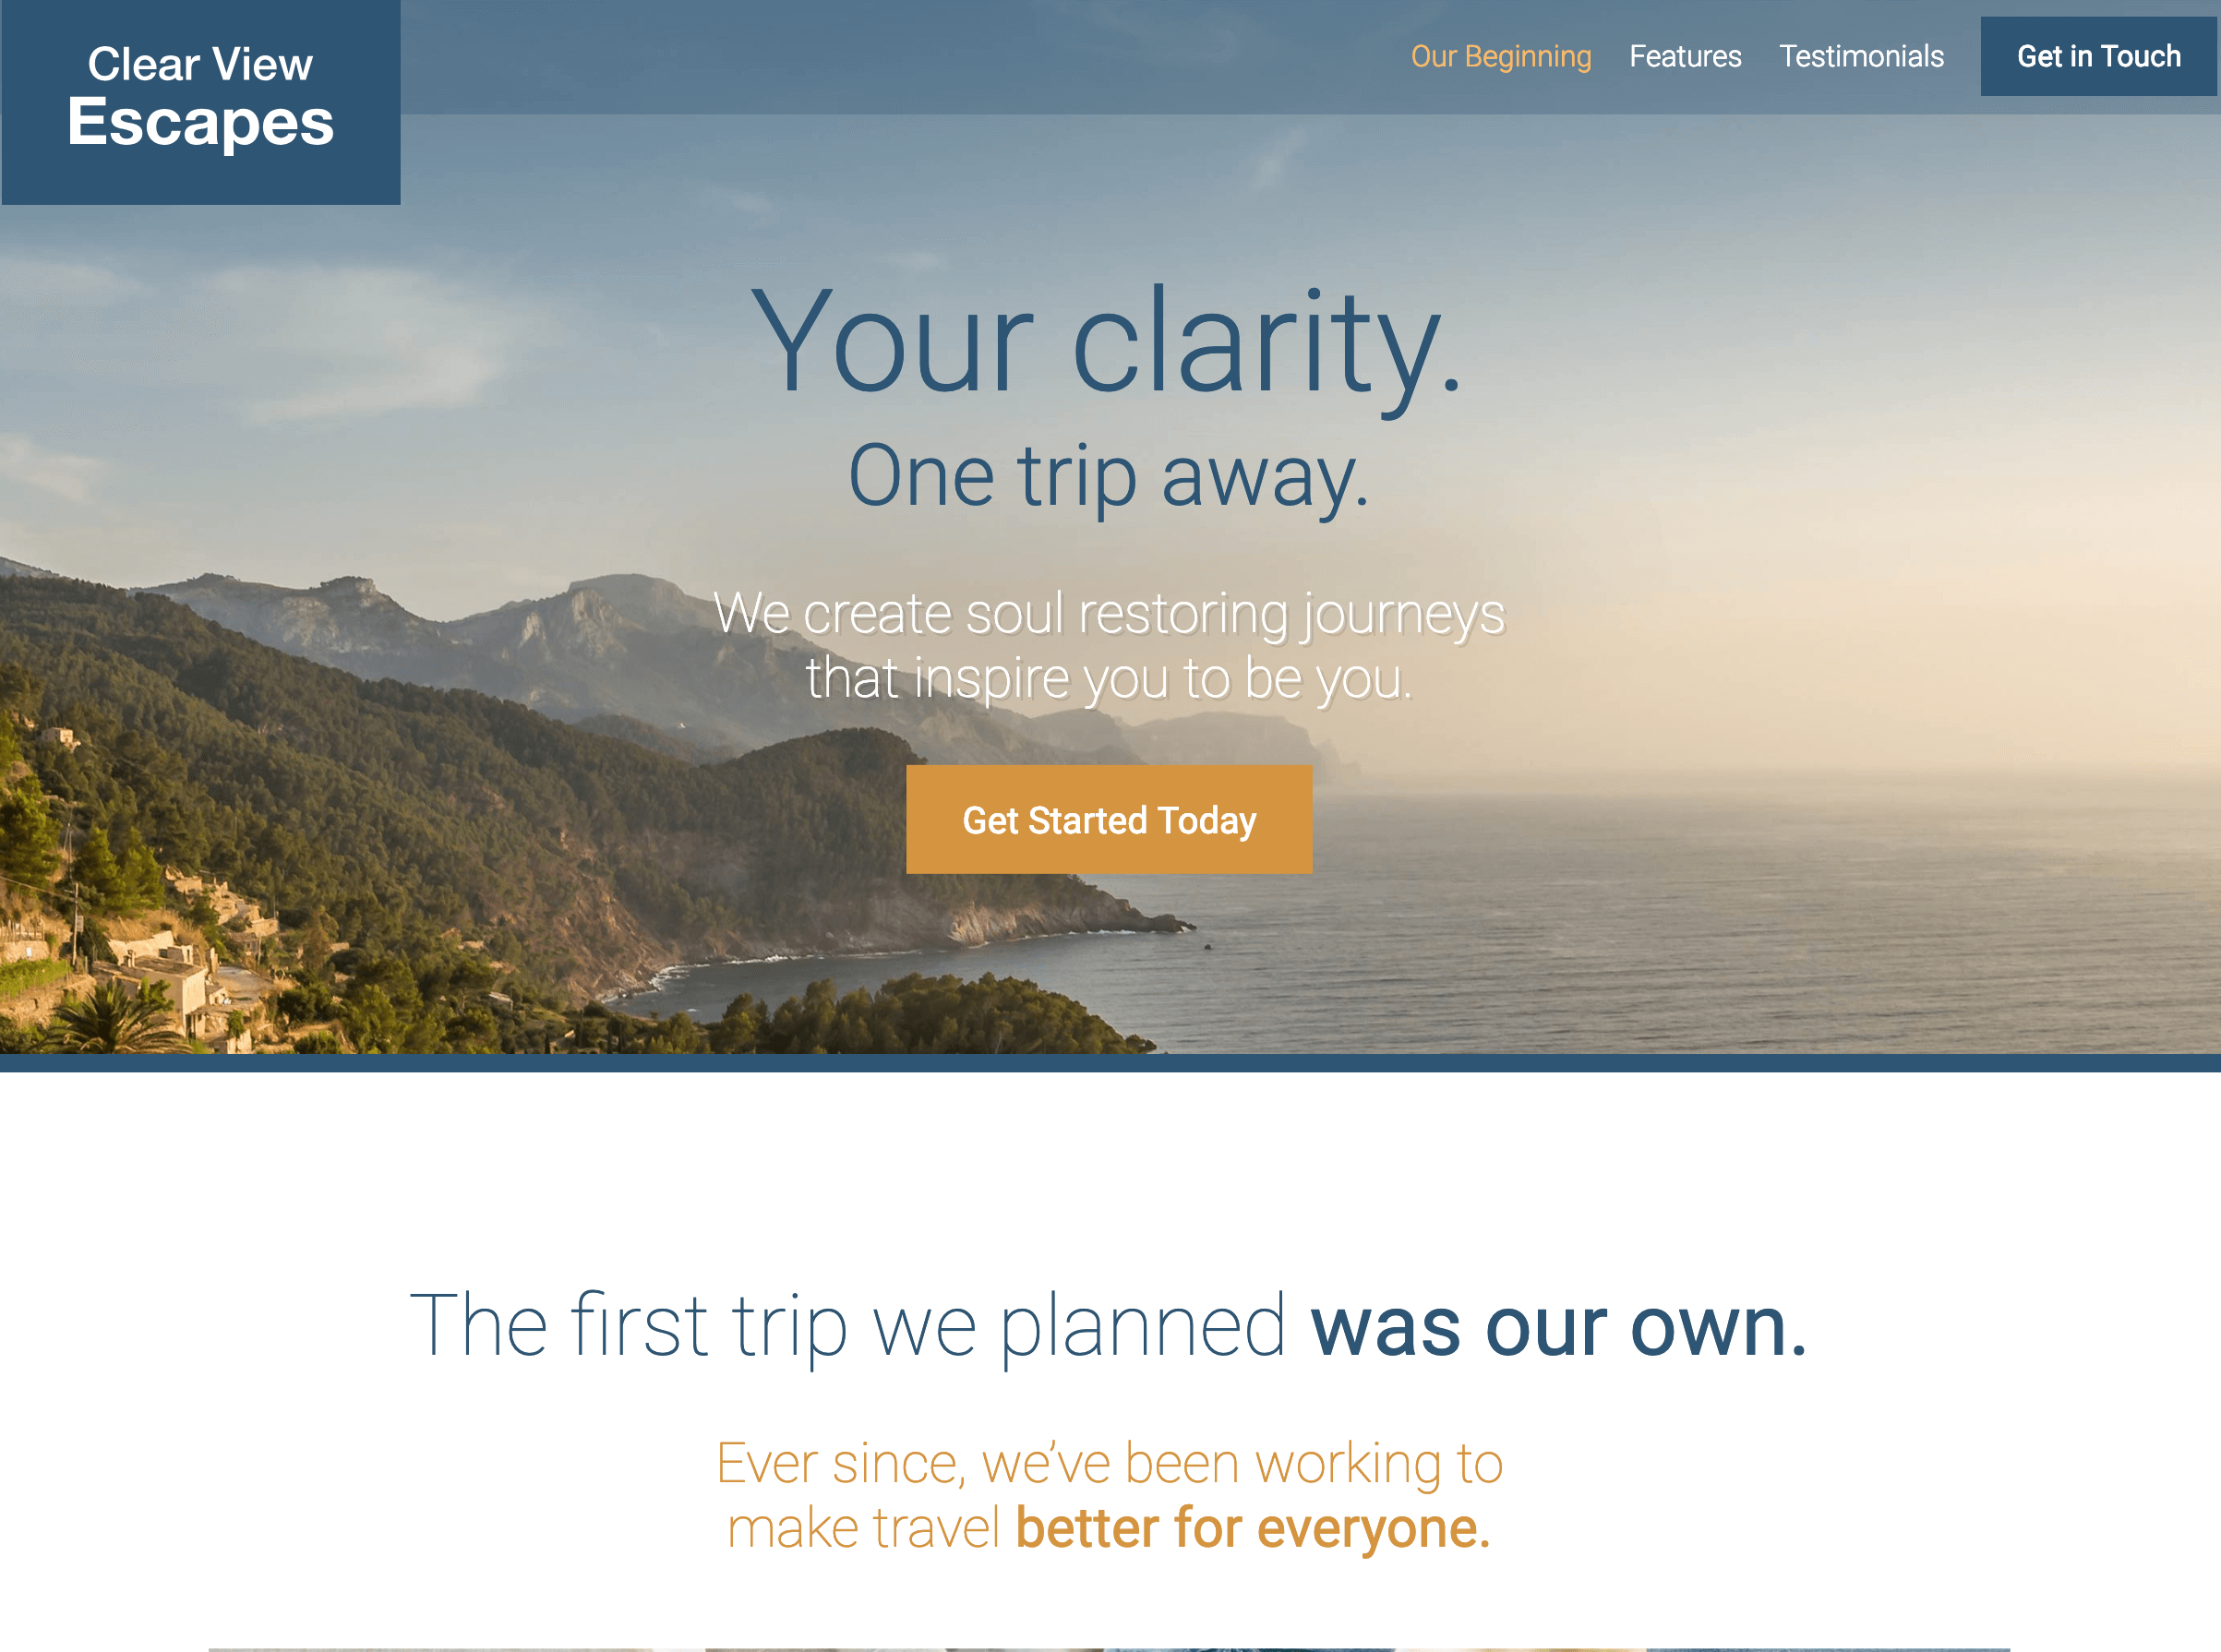 Clear View
Escapes
Our Beginning
Features
Testimonials
Get in Touch
Your clarity.
One trip away.
We create soul restoring journeys
that inspire you to be you.
Get Started Today
The first trip we planned was our own.
Ever since, we’ve been working to
make travel better for everyone.